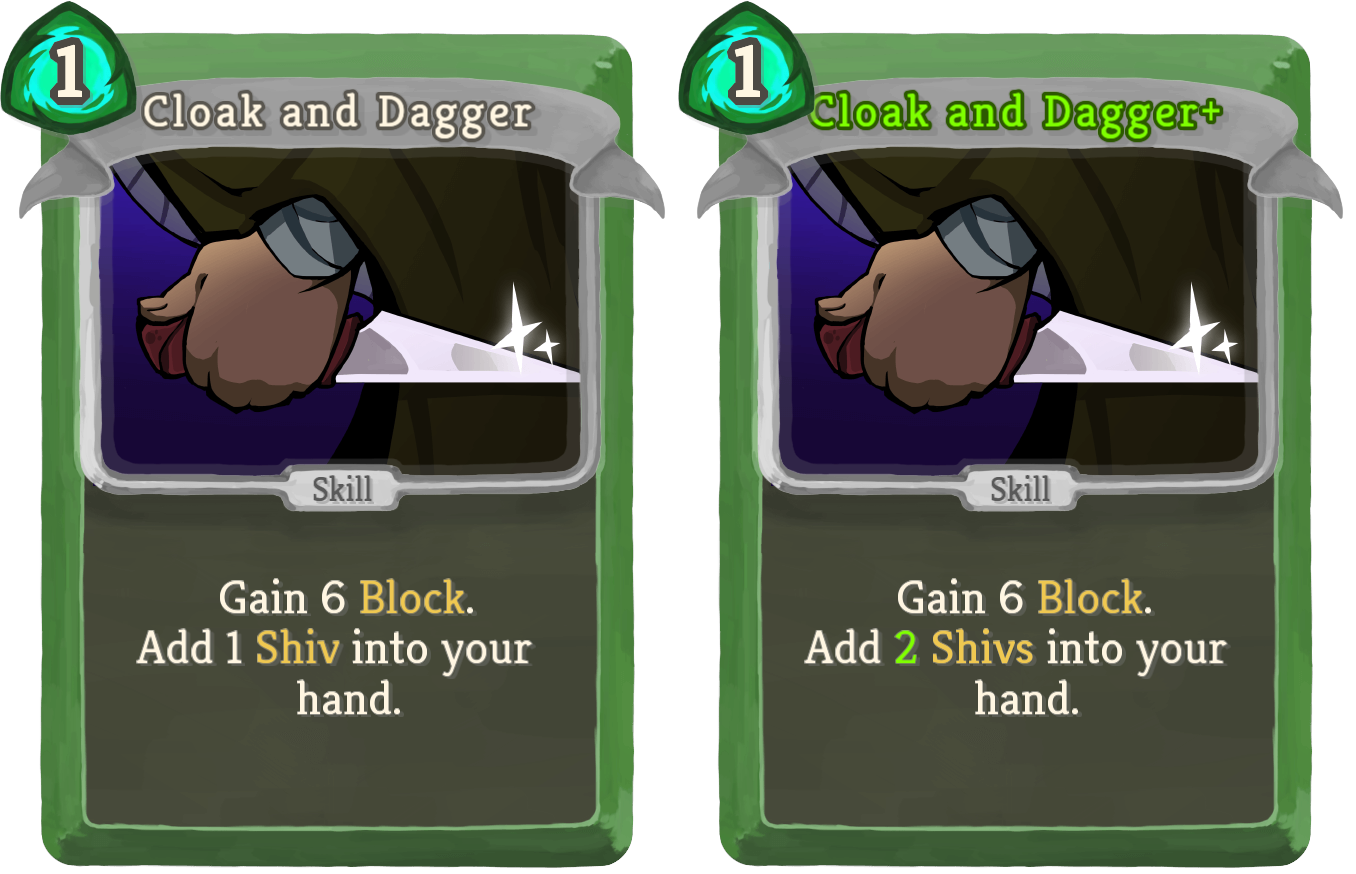 1
Cloak and Dagger
Skill
Gain 6 Block.
Add 1 Shiv into your
hand.
1
Cloak and Dagger+
Skill
Gain 6 Block.
Add 2 Shivs into your
hand.